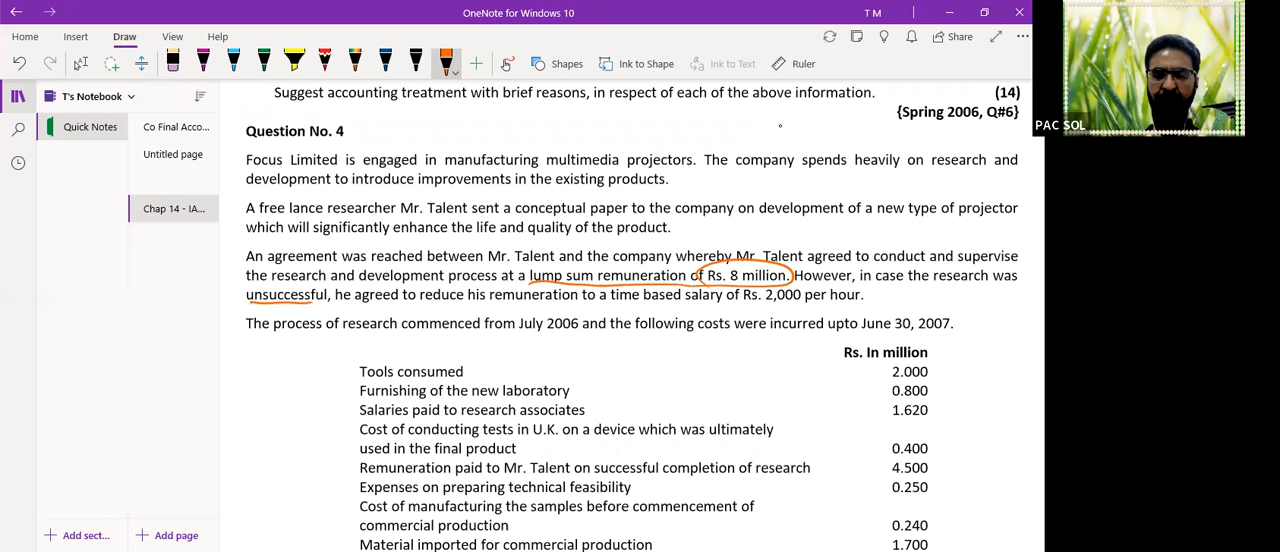 OneNote for Windows 10
T M
Home Insert Draw View Help
Share
Shapes Ink to Shape Ink to Text Ruler
T's Notebook
Quick Notes
Co Final Acco...
Untitled page
Chap 14 - IA...
Add sect...
Add page
Suggest accounting treatment with brief reasons, in respect of each of the above information. (14)
{Spring 2006, Q#6}
Question No. 4
Focus Limited is engaged in manufacturing multimedia projectors. The company spends heavily on research and
development to introduce improvements in the existing products.
A free lance researcher Mr. Talent sent a conceptual paper to the company on development of a new type of projector
which will significantly enhance the life and quality of the product.
An agreement was reached between Mr. Talent and the company whereby Mr. Talent agreed to conduct and supervise
the research and development process at a lump sum remuneration of Rs. 8 million. However, in case the research was
unsuccessful, he agreed to reduce his remuneration to a time based salary of Rs. 2,000 per hour.
The process of research commenced from July 2006 and the following costs were incurred upto June 30, 2007.
Rs. In million
Tools consumed 2.000
Furnishing of the new laboratory 0.800
Salaries paid to research associates 1.620
Cost of conducting tests in U.K. on a device which was ultimately
used in the final product 0.400
Remuneration paid to Mr. Talent on successful completion of research 4.500
Expenses on preparing technical feasibility 0.250
Cost of manufacturing the samples before commencement of
commercial production 0.240
Material imported for commercial production 1.700
PAC SOL